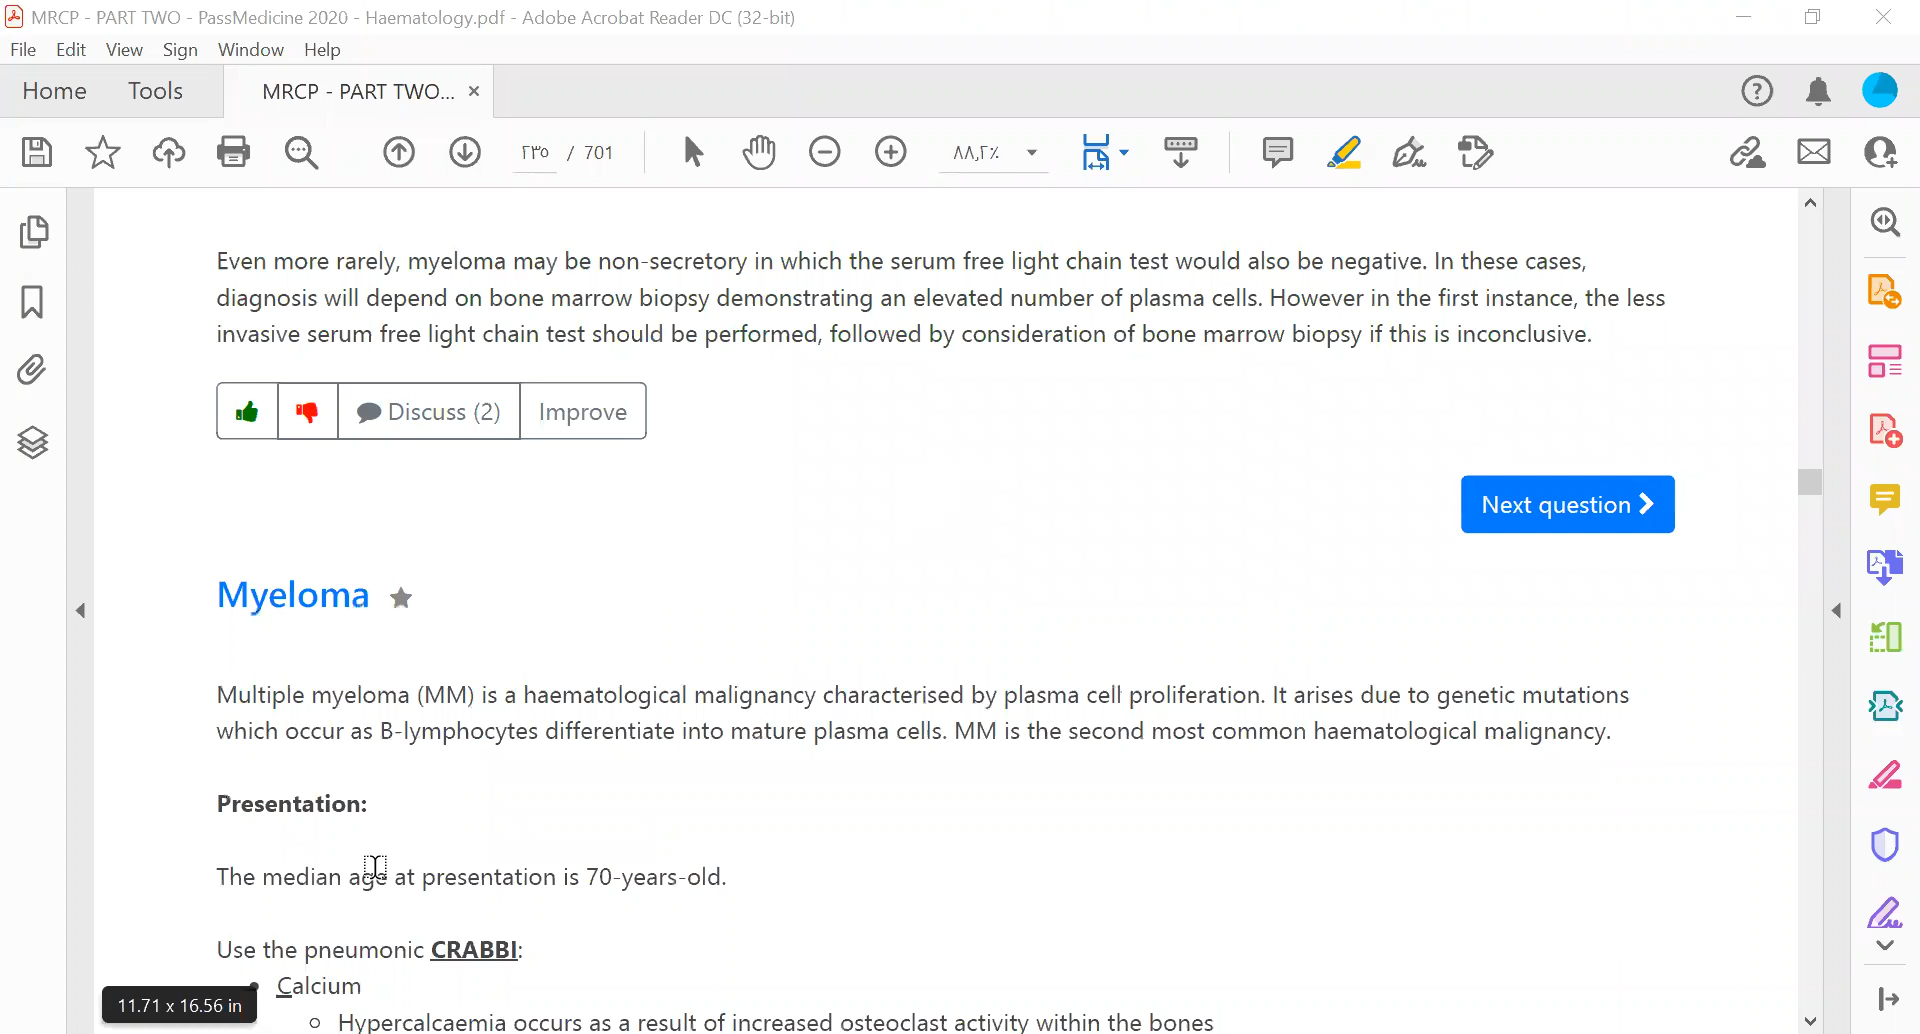 MRCP - PART TWO - PassMedicine 2020 - Haematology.pdf - Adobe Acrobat Reader DC (32-bit)
File Edit View Sign Window Help
Home Tools MRCP - PART TWO... ×
٢٣٥ / 701 ٨٨,٢٪
Even more rarely, myeloma may be non-secretory in which the serum free light chain test would also be negative. In these cases,
diagnosis will depend on bone marrow biopsy demonstrating an elevated number of plasma cells. However in the first instance, the less
invasive serum free light chain test should be performed, followed by consideration of bone marrow biopsy if this is inconclusive.
Discuss (2) Improve
Next question
Myeloma
Multiple myeloma (MM) is a haematological malignancy characterised by plasma cell proliferation. It arises due to genetic mutations
which occur as B-lymphocytes differentiate into mature plasma cells. MM is the second most common haematological malignancy.
Presentation:
The median age at presentation is 70-years-old.
Use the pneumonic CRABBI:
• Calcium
○ Hypercalcaemia occurs as a result of increased osteoclast activity within the bones
11.71 x 16.56 in